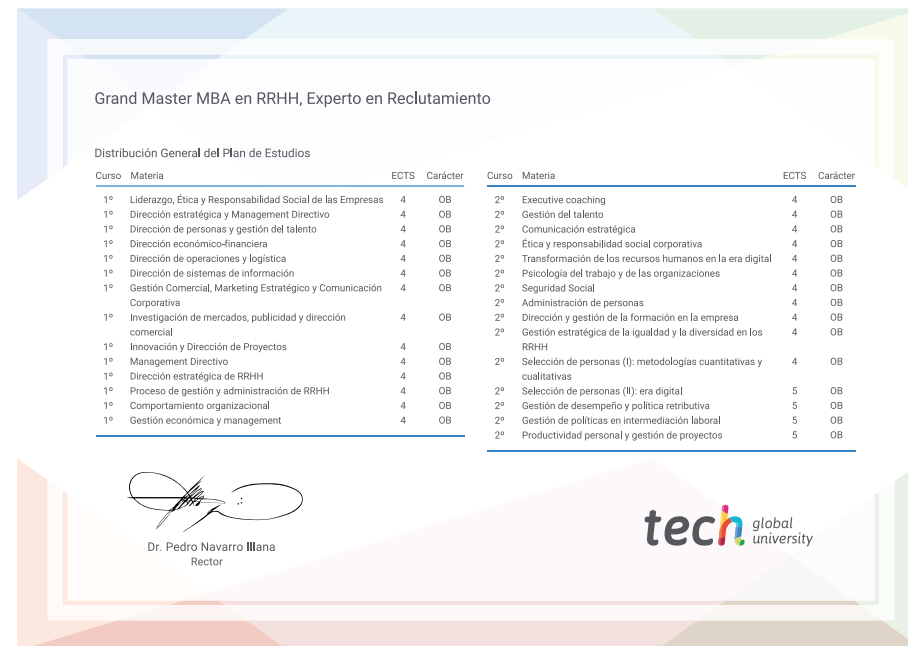 Grand Master MBA en RRHH, Experto en Reclutamiento
Distribución General del Plan de Estudios
Curso Materia ECTS Carácter
1º Liderazgo, Ética y Responsabilidad Social de las Empresas 4 OB
1º Dirección estratégica y Management Directivo 4 OB
1º Dirección de personas y gestión del talento 4 OB
1º Dirección económico-financiera 4 OB
1º Dirección de operaciones y logística 4 OB
1º Dirección de sistemas de información 4 OB
1º Gestión Comercial, Marketing Estratégico y Comunicación 4 OB
Corporativa
1º Investigación de mercados, publicidad y dirección 4 OB
comercial
1º Innovación y Dirección de Proyectos 4 OB
1º Management Directivo 4 OB
1º Dirección estratégica de RRHH 4 OB
1º Proceso de gestión y administración de RRHH 4 OB
1º Comportamiento organizacional 4 OB
1º Gestión económica y management 4 OB
Curso Materia ECTS Carácter
2º Executive coaching 4 OB
2º Gestión del talento 4 OB
2º Comunicación estratégica 4 OB
2º Ética y responsabilidad social corporativa 4 OB
2º Transformación de los recursos humanos en la era digital 4 OB
2º Psicología del trabajo y de las organizaciones 4 OB
2º Seguridad Social 4 OB
2º Administración de personas 4 OB
2º Dirección y gestión de la formación en la empresa 4 OB
2º Gestión estratégica de la igualdad y la diversidad en los 4 OB
RRHH
2º Selección de personas (I): metodologías cuantitativas y 4 OB
cualitativas
2º Selección de personas (II): era digital 5 OB
2º Gestión de desempeño y política retributiva 5 OB
2º Gestión de políticas en intermediación laboral 5 OB
2º Productividad personal y gestión de proyectos 5 OB
Dr. Pedro Navarro Illana
Rector
tech global
university